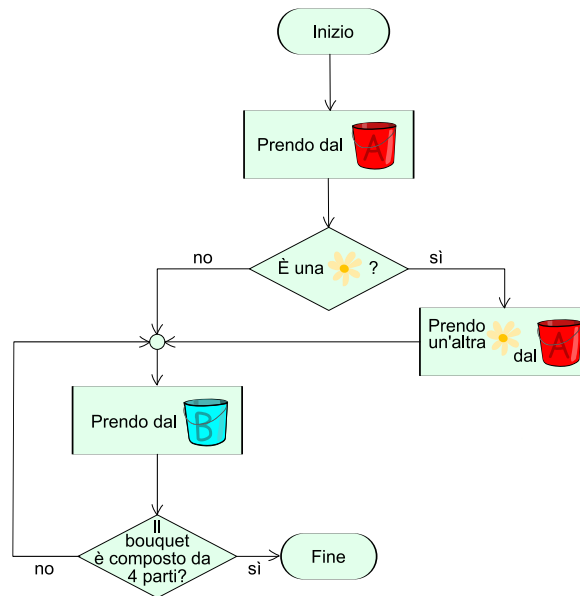 Inizio
Prendo dal A
È una ?
no
sì
Prendo
un'altra
dal A
Prendo dal B
Il
bouquet
è composto da
4 parti?
no
sì
Fine